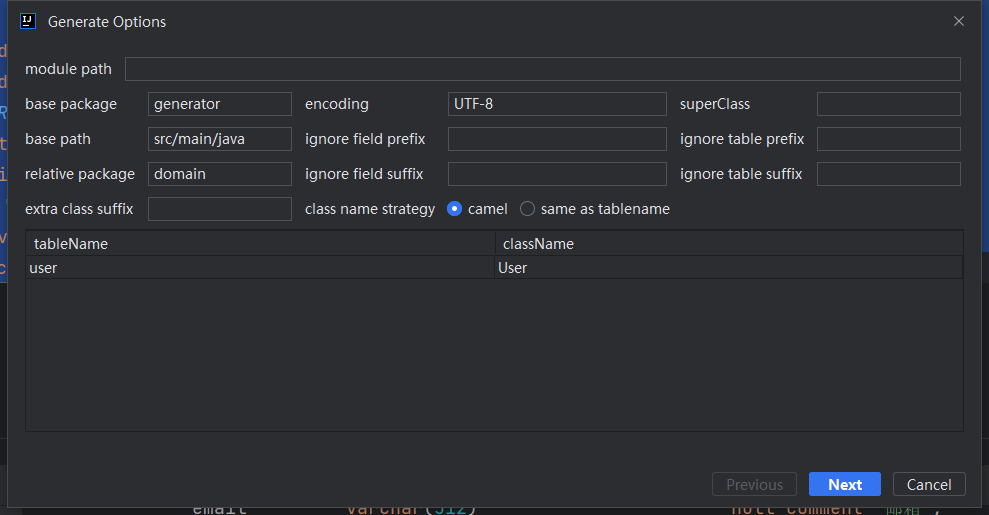 Generate Options
module path
base package generator encoding UTF-8 superClass
base path src/main/java ignore field prefix ignore table prefix
relative package domain ignore field suffix ignore table suffix
extra class suffix class name strategy camel same as tablename
tableName className
user User
Previous Next Cancel
email varchar(512) null comment '邮箱',